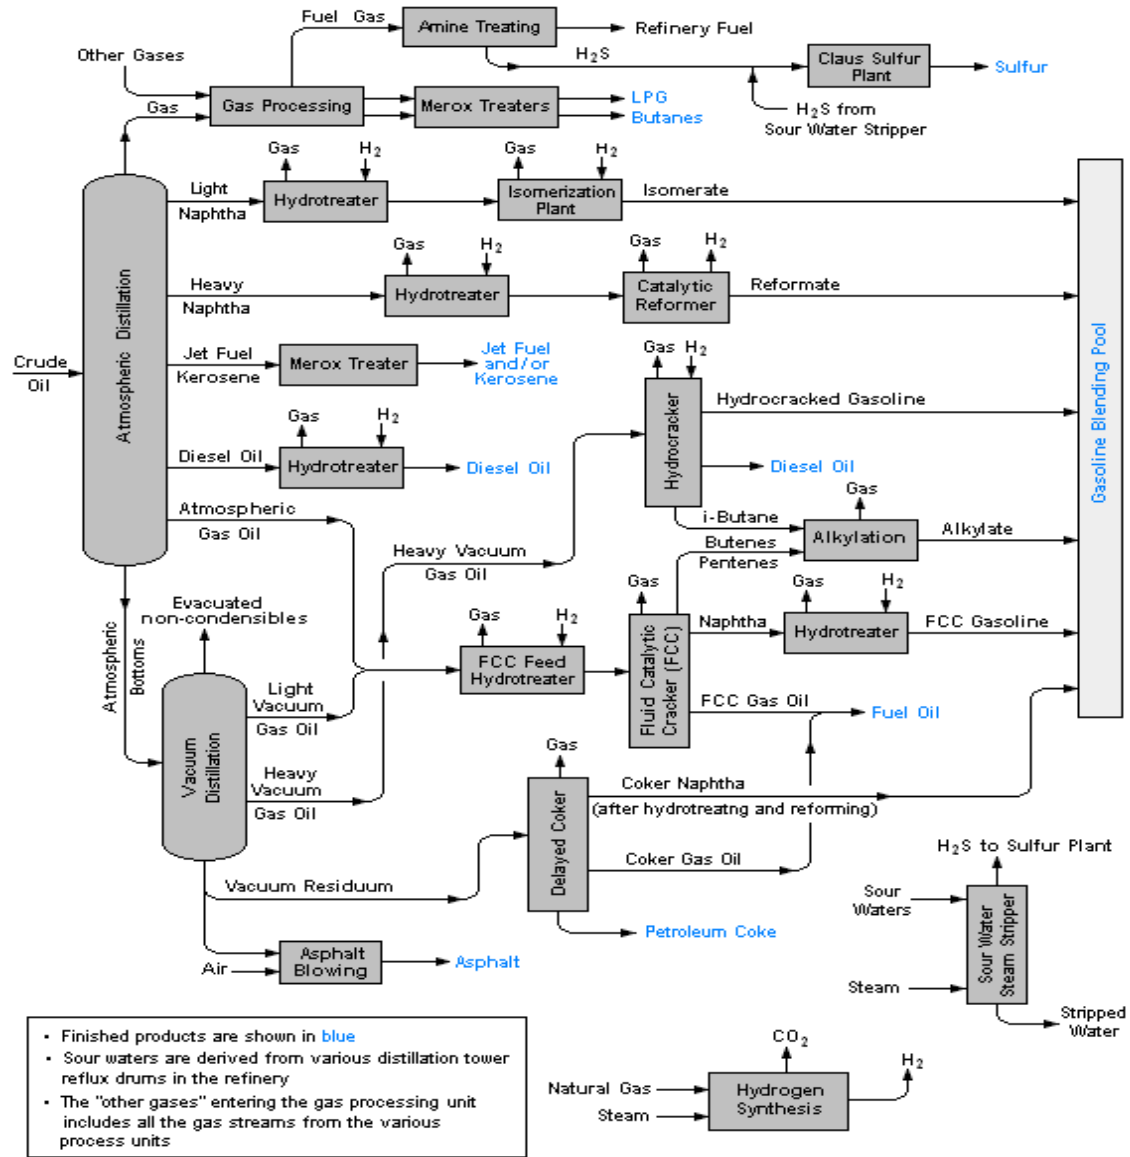 Fuel Gas
Amine Treating
Refinery Fuel
Other Gases
H2S
Claus Sulfur
Plant
Sulfur
Gas
Gas Processing
Merox Treaters
LPG
Butanes
H2S from
Sour Water Stripper
Gas
H2
Gas
H2
Light
Naphtha
Hydrotreater
Isomerization
Plant
Isomerate
Gas
H2
Gas
H2
Heavy
Naphtha
Hydrotreater
Catalytic
Reformer
Reformate
Atmospheric Distillation
Gasoline Blending Pool
Crude
Oil
Jet Fuel
Kerosene
Merox Treater
Jet Fuel
and/or
Kerosene
Gas
H2
Hydrocracker
Hydrocracked Gasoline
Diesel Oil
Gas
H2
Diesel Oil
Hydrotreater
Diesel Oil
Gas
Atmospheric
Gas Oil
i-Butane
Butenes
Pentenes
Alkylation
Alkylate
Heavy Vacuum
Gas Oil
Evacuated
non-condensibles
Atmospheric
Bottoms
Gas
H2
FCC Feed
Hydrotreater
Gas
Fluid Catalytic
Cracker (FCC)
Naphtha
Gas
H2
Hydrotreater
FCC Gasoline
FCC Gas Oil
Fuel Oil
Vacuum
Distillation
Light
Vacuum
Gas Oil
Heavy
Vacuum
Gas Oil
Gas
Delayed Coker
Coker Naphtha
(after hydrotreatng and reforming)
Coker Gas Oil
Vacuum Residuum
Petroleum Coke
Air
Asphalt
Blowing
Asphalt
H2S to Sulfur Plant
Sour
Waters
Sour Water
Steam Stripper
Steam
Stripped
Water
• Finished products are shown in blue
• Sour waters are derived from various distillation tower
reflux drums in the refinery
• The "other gases" entering the gas processing unit
includes all the gas streams from the various
process units
CO2
H2
Natural Gas
Steam
Hydrogen
Synthesis